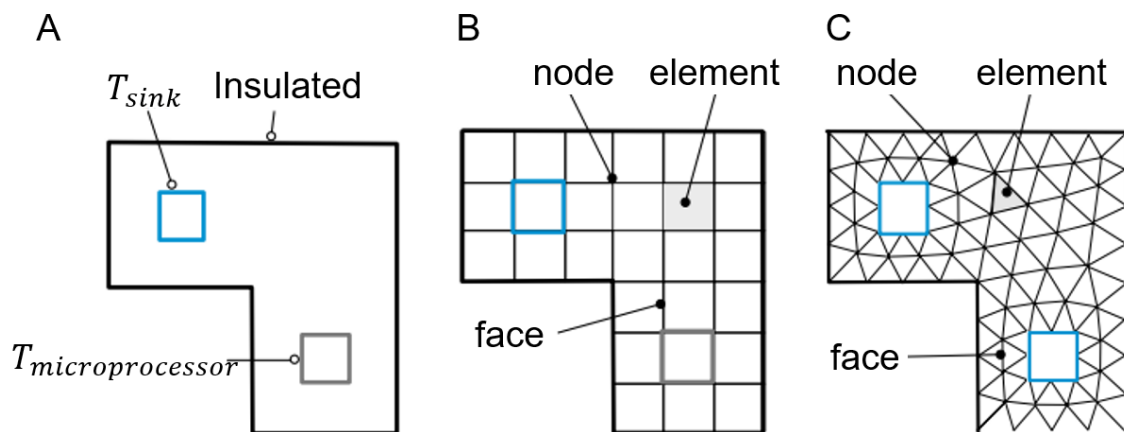 A
B
C
T_sink
Insulated
node
element
node
element
T_microprocessor
face
face